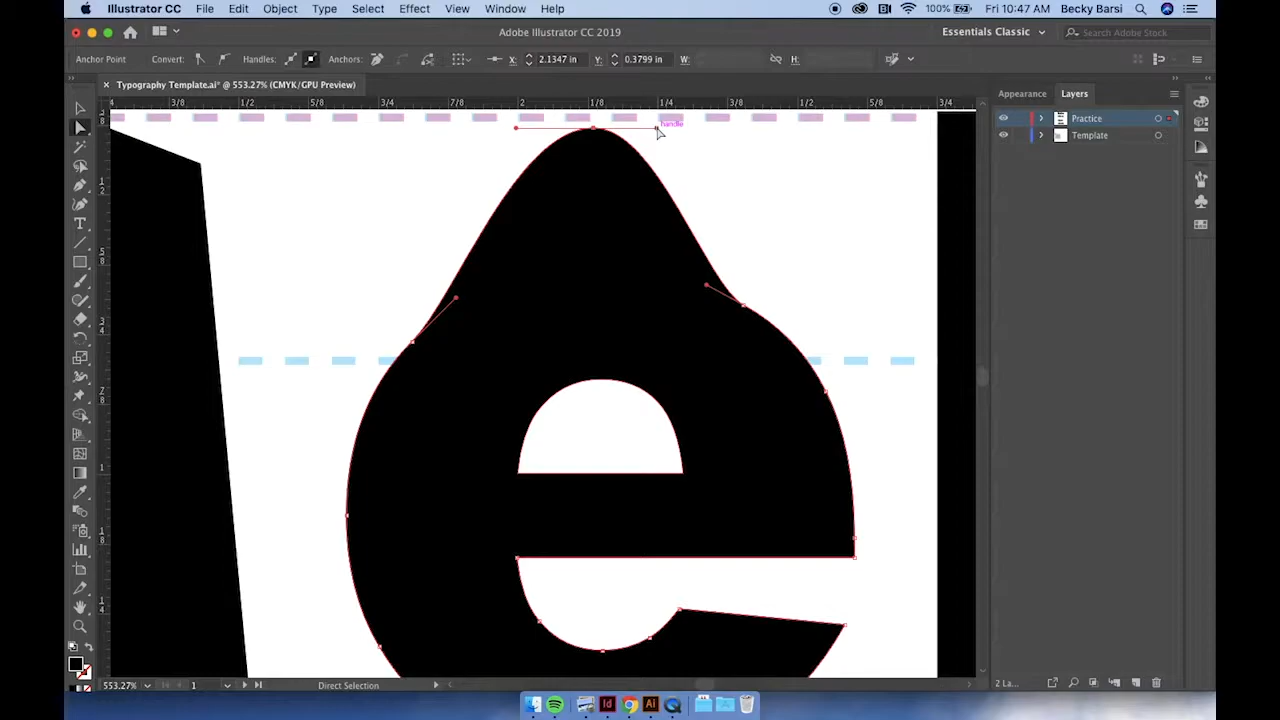 Illustrator CC File Edit Object Type Select Effect View Window Help 100% Fri 10:47 AM Becky Barsi
Adobe Illustrator CC 2019 Essentials Classic Search Adobe Stock
Anchor Point Convert: Handles: Anchors: X: 2.1347 in Y: 0.3799 in W: H:
× Typography Template.ai* @ 553.27% (CMYK/GPU Preview)
Appearance Layers
4 3/8 1/2 5/8 3/4 7/8 2 1/8 1/4 3/8 1/2 5/8 3/4
Practice
handle
Template
e
553.27% 1 Direct Selection 2 La...